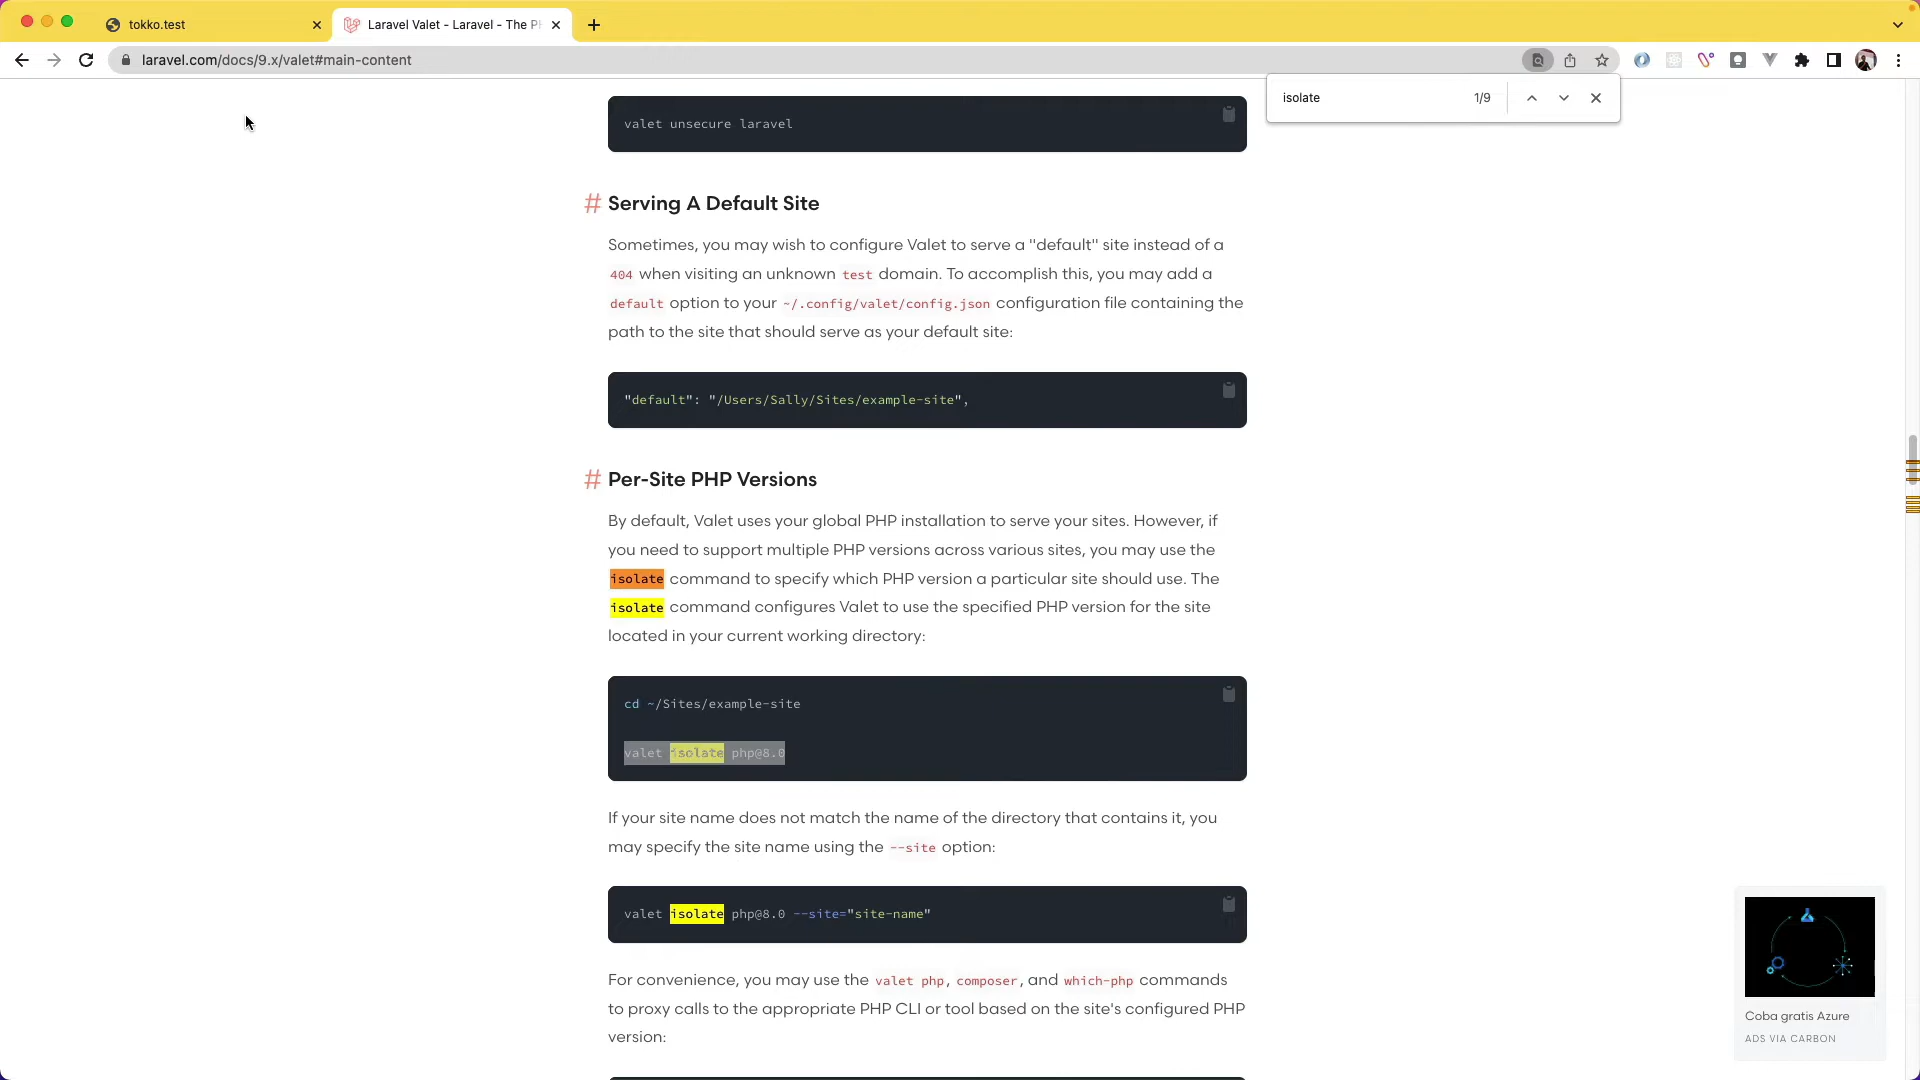 tokko.test
Laravel Valet - Laravel - The P
laravel.com/docs/9.x/valet#main-content
isolate
1/9
valet unsecure laravel
# Serving A Default Site
Sometimes, you may wish to configure Valet to serve a "default" site instead of a
404 when visiting an unknown test domain. To accomplish this, you may add a
default option to your ~/.config/valet/config.json configuration file containing the
path to the site that should serve as your default site:
"default": "/Users/Sally/Sites/example-site",
# Per-Site PHP Versions
By default, Valet uses your global PHP installation to serve your sites. However, if
you need to support multiple PHP versions across various sites, you may use the
isolate command to specify which PHP version a particular site should use. The
isolate command configures Valet to use the specified PHP version for the site
located in your current working directory:
cd ~/Sites/example-site
valet isolate php@8.0
If your site name does not match the name of the directory that contains it, you
may specify the site name using the --site option:
valet isolate php@8.0 --site="site-name"
For convenience, you may use the valet php, composer, and which-php commands
to proxy calls to the appropriate PHP CLI or tool based on the site's configured PHP
version:
Coba gratis Azure
ADS VIA CARBON